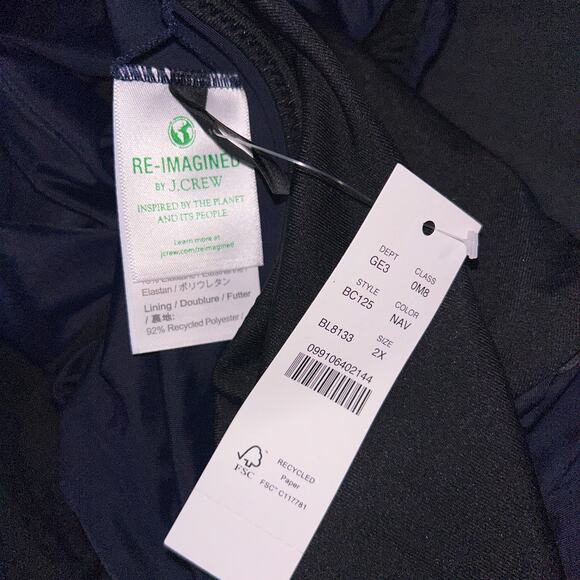 RE-IMAGINED
BY J.CREW
INSPIRED BY THE PLANET
AND ITS PEOPLE
Learn more at
jcrew.com/reimagined
Elastan / ポリウレタン
Lining / Doublure / Futter
/ 裏地:
92% Recycled Polyester /
DEPT CLASS
GE3 0M8
STYLE COLOR
BC125 NAV
BL8133 SIZE
2X
099106402144
FSC
RECYCLED
Paper
FSC® C117781